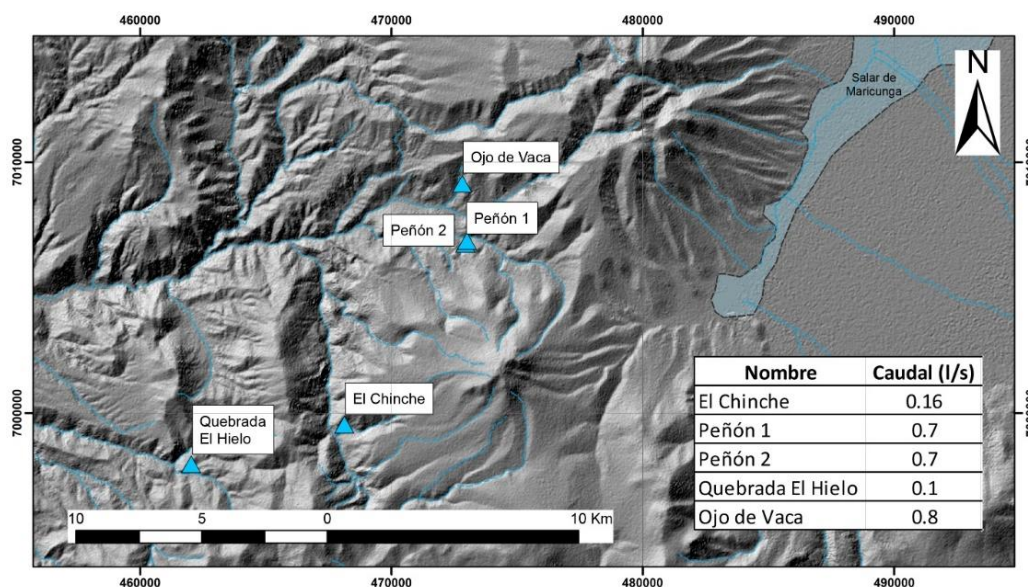 460000 470000 480000 490000
N
Salar de
Maricunga
7010000 7010000
Ojo de Vaca
Peñón 1
Peñón 2
El Chinche
Quebrada
El Hielo
7000000
Nombre Caudal (l/s)
El Chinche 0.16
Peñón 1 0.7
Peñón 2 0.7
Quebrada El Hielo 0.1
Ojo de Vaca 0.8
10 5 0 10 Km
460000 470000 480000 490000